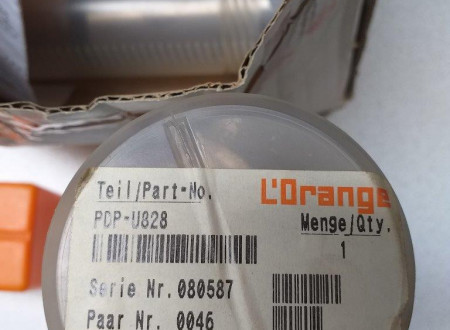 Teil/Part-No. L'Orange
PDP-U828 Menge/Qty.
1
Serie Nr. 080587
Paar Nr. 0046